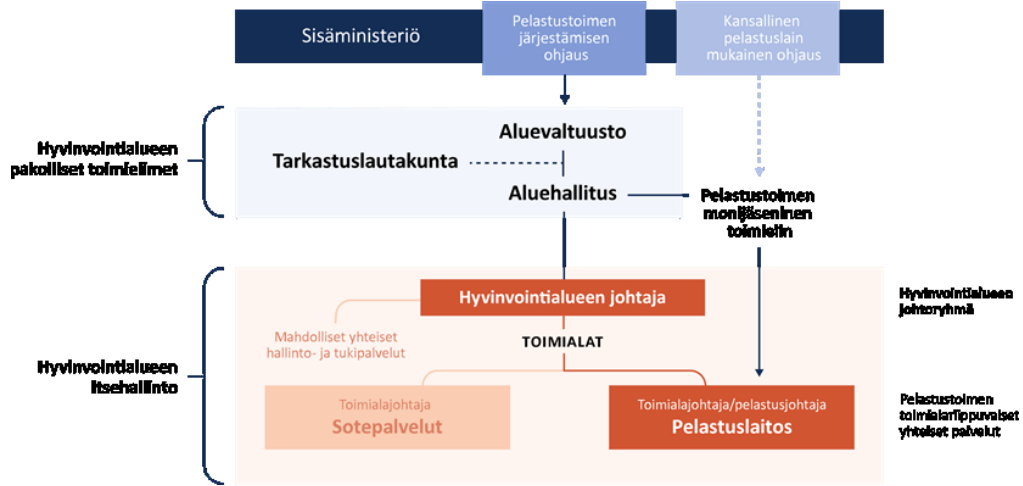 Sisäministeriö
Pelastustoimen
järjestämisen
ohjaus
Kansallinen
pelastuslain
mukainen ohjaus
Hyvinvointialueen
pakolliset toimielimet
Aluevaltuusto
Tarkastuslautakunta
Aluehallitus
Pelastustoimen
monijäseninen
toimielin
Hyvinvointialueen johtaja
Hyvinvointialueen
johtoryhmä
Mahdolliset yhteiset
hallinto- ja tukipalvelut
TOIMIALAT
Hyvinvointialueen
itsehallinto
Toimialajohtaja
Sotepalvelut
Toimialajohtaja/pelastusjohtaja
Pelastuslaitos
Pelastustoimen
toimialariippuvaiset
yhteiset palvelut